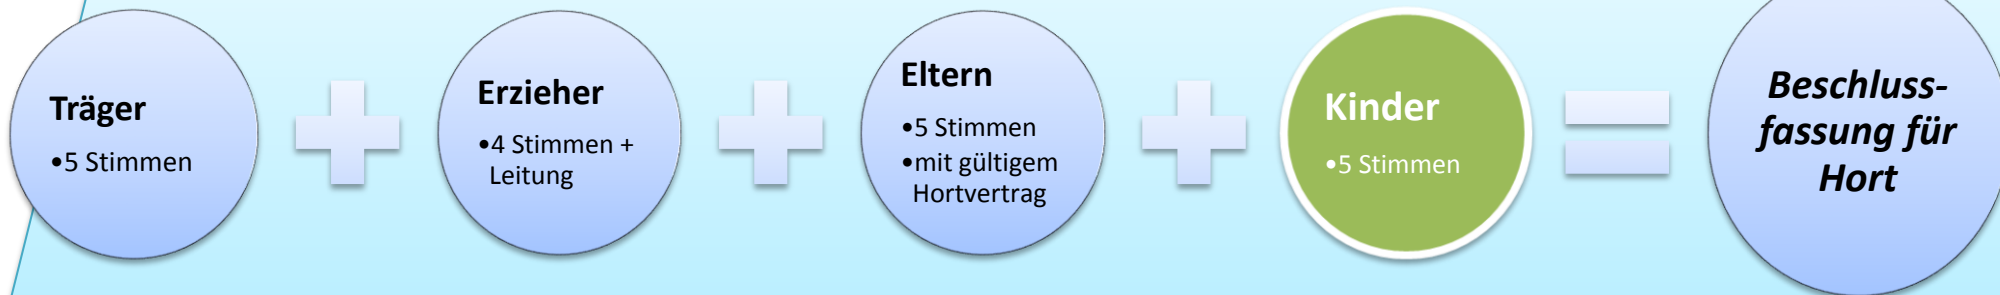 Träger
•5 Stimmen
Erzieher
•4 Stimmen +
Leitung
Eltern
•5 Stimmen
•mit gültigem
Hortvertrag
Kinder
•5 Stimmen
Beschluss-
fassung für
Hort